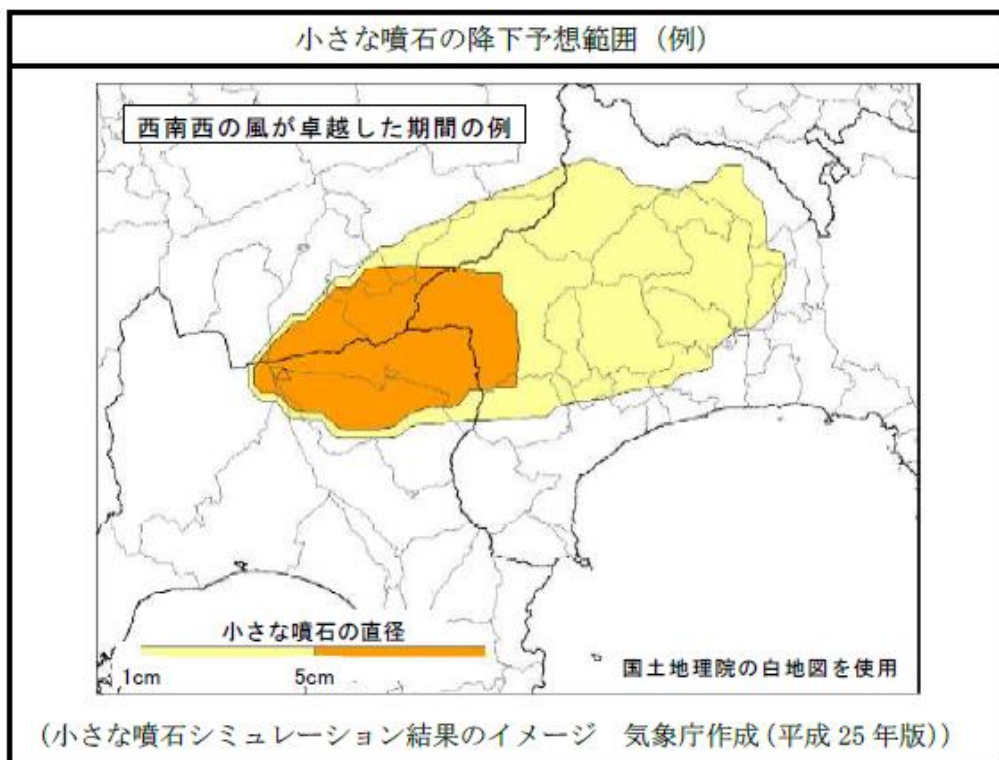 小さな噴石の降下予想範囲（例）
西南西の風が卓越した期間の例
小さな噴石の直径
1cm
5cm
国土地理院の白地図を使用
（小さな噴石シミュレーション結果のイメージ　気象庁作成（平成25年版））